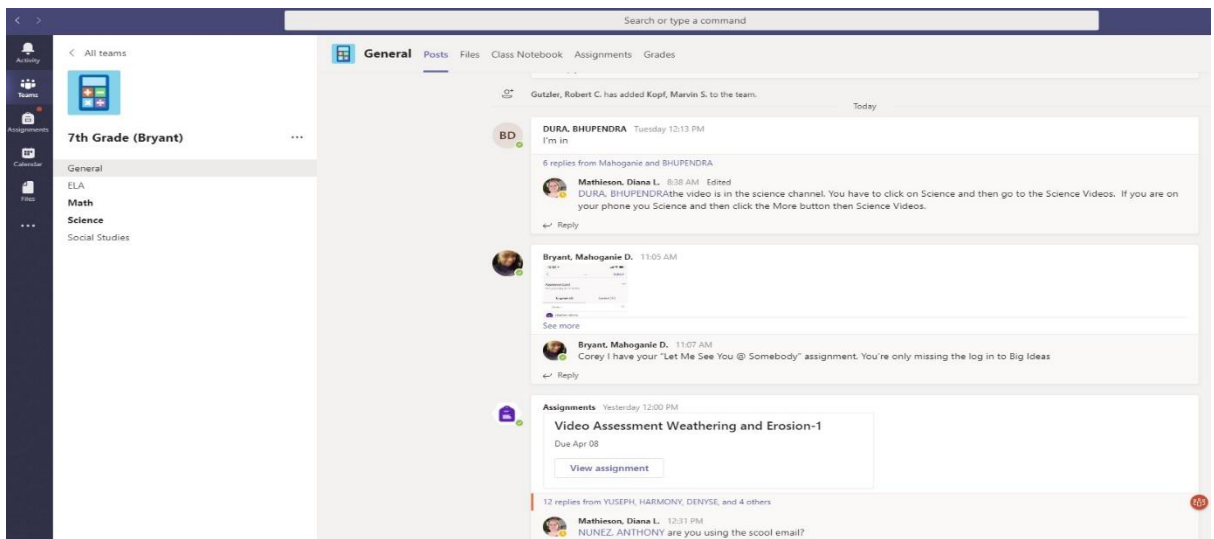 Search or type a command
Activity
Teams
Assignments
Calendar
Files
All teams
7th Grade (Bryant)
General
ELA
Math
Science
Social Studies
General Posts Files Class Notebook Assignments Grades
Gutzler, Robert C. has added Kopf, Marvin S. to the team.
Today
BD
DURA, BHUPENDRA Tuesday 12:13 PM
I'm in
6 replies from Mahoganie and BHUPENDRA
Mathieson, Diana L. 8:38 AM Edited
DURA, BHUPENDRAthe video is in the science channel. You have to click on Science and then go to the Science Videos. If you are on
your phone you Science and then click the More button then Science Videos.
Reply
Bryant, Mahoganie D. 11:05 AM
See more
Bryant, Mahoganie D. 11:07 AM
Corey I have your "Let Me See You @ Somebody" assignment. You're only missing the log in to Big Ideas
Reply
Assignments Yesterday 12:00 PM
Video Assessment Weathering and Erosion-1
Due Apr 08
View assignment
12 replies from YUSEPH, HARMONY, DENYSE, and 4 others
Mathieson, Diana L. 12:31 PM
NUNEZ, ANTHONY are you using the scool email?